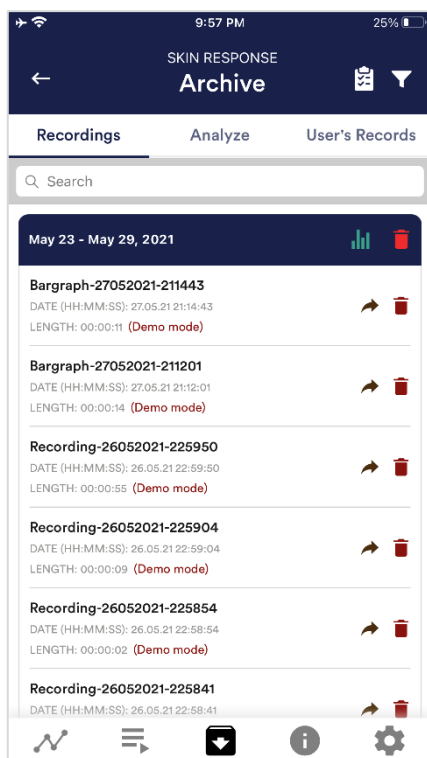 9:57 PM
25%
SKIN RESPONSE
Archive
Recordings
Analyze
User's Records
Search
May 23 - May 29, 2021
Bargraph-27052021-211443
DATE (HH:MM:SS): 27.05.21 21:14:43
LENGTH: 00:00:11 (Demo mode)
Bargraph-27052021-211201
DATE (HH:MM:SS): 27.05.21 21:12:01
LENGTH: 00:00:14 (Demo mode)
Recording-26052021-225950
DATE (HH:MM:SS): 26.05.21 22:59:50
LENGTH: 00:00:55 (Demo mode)
Recording-26052021-225904
DATE (HH:MM:SS): 26.05.21 22:59:04
LENGTH: 00:00:09 (Demo mode)
Recording-26052021-225854
DATE (HH:MM:SS): 26.05.21 22:58:54
LENGTH: 00:00:02 (Demo mode)
Recording-26052021-225841
DATE (HH:MM:SS): 26.05.21 22:58:41